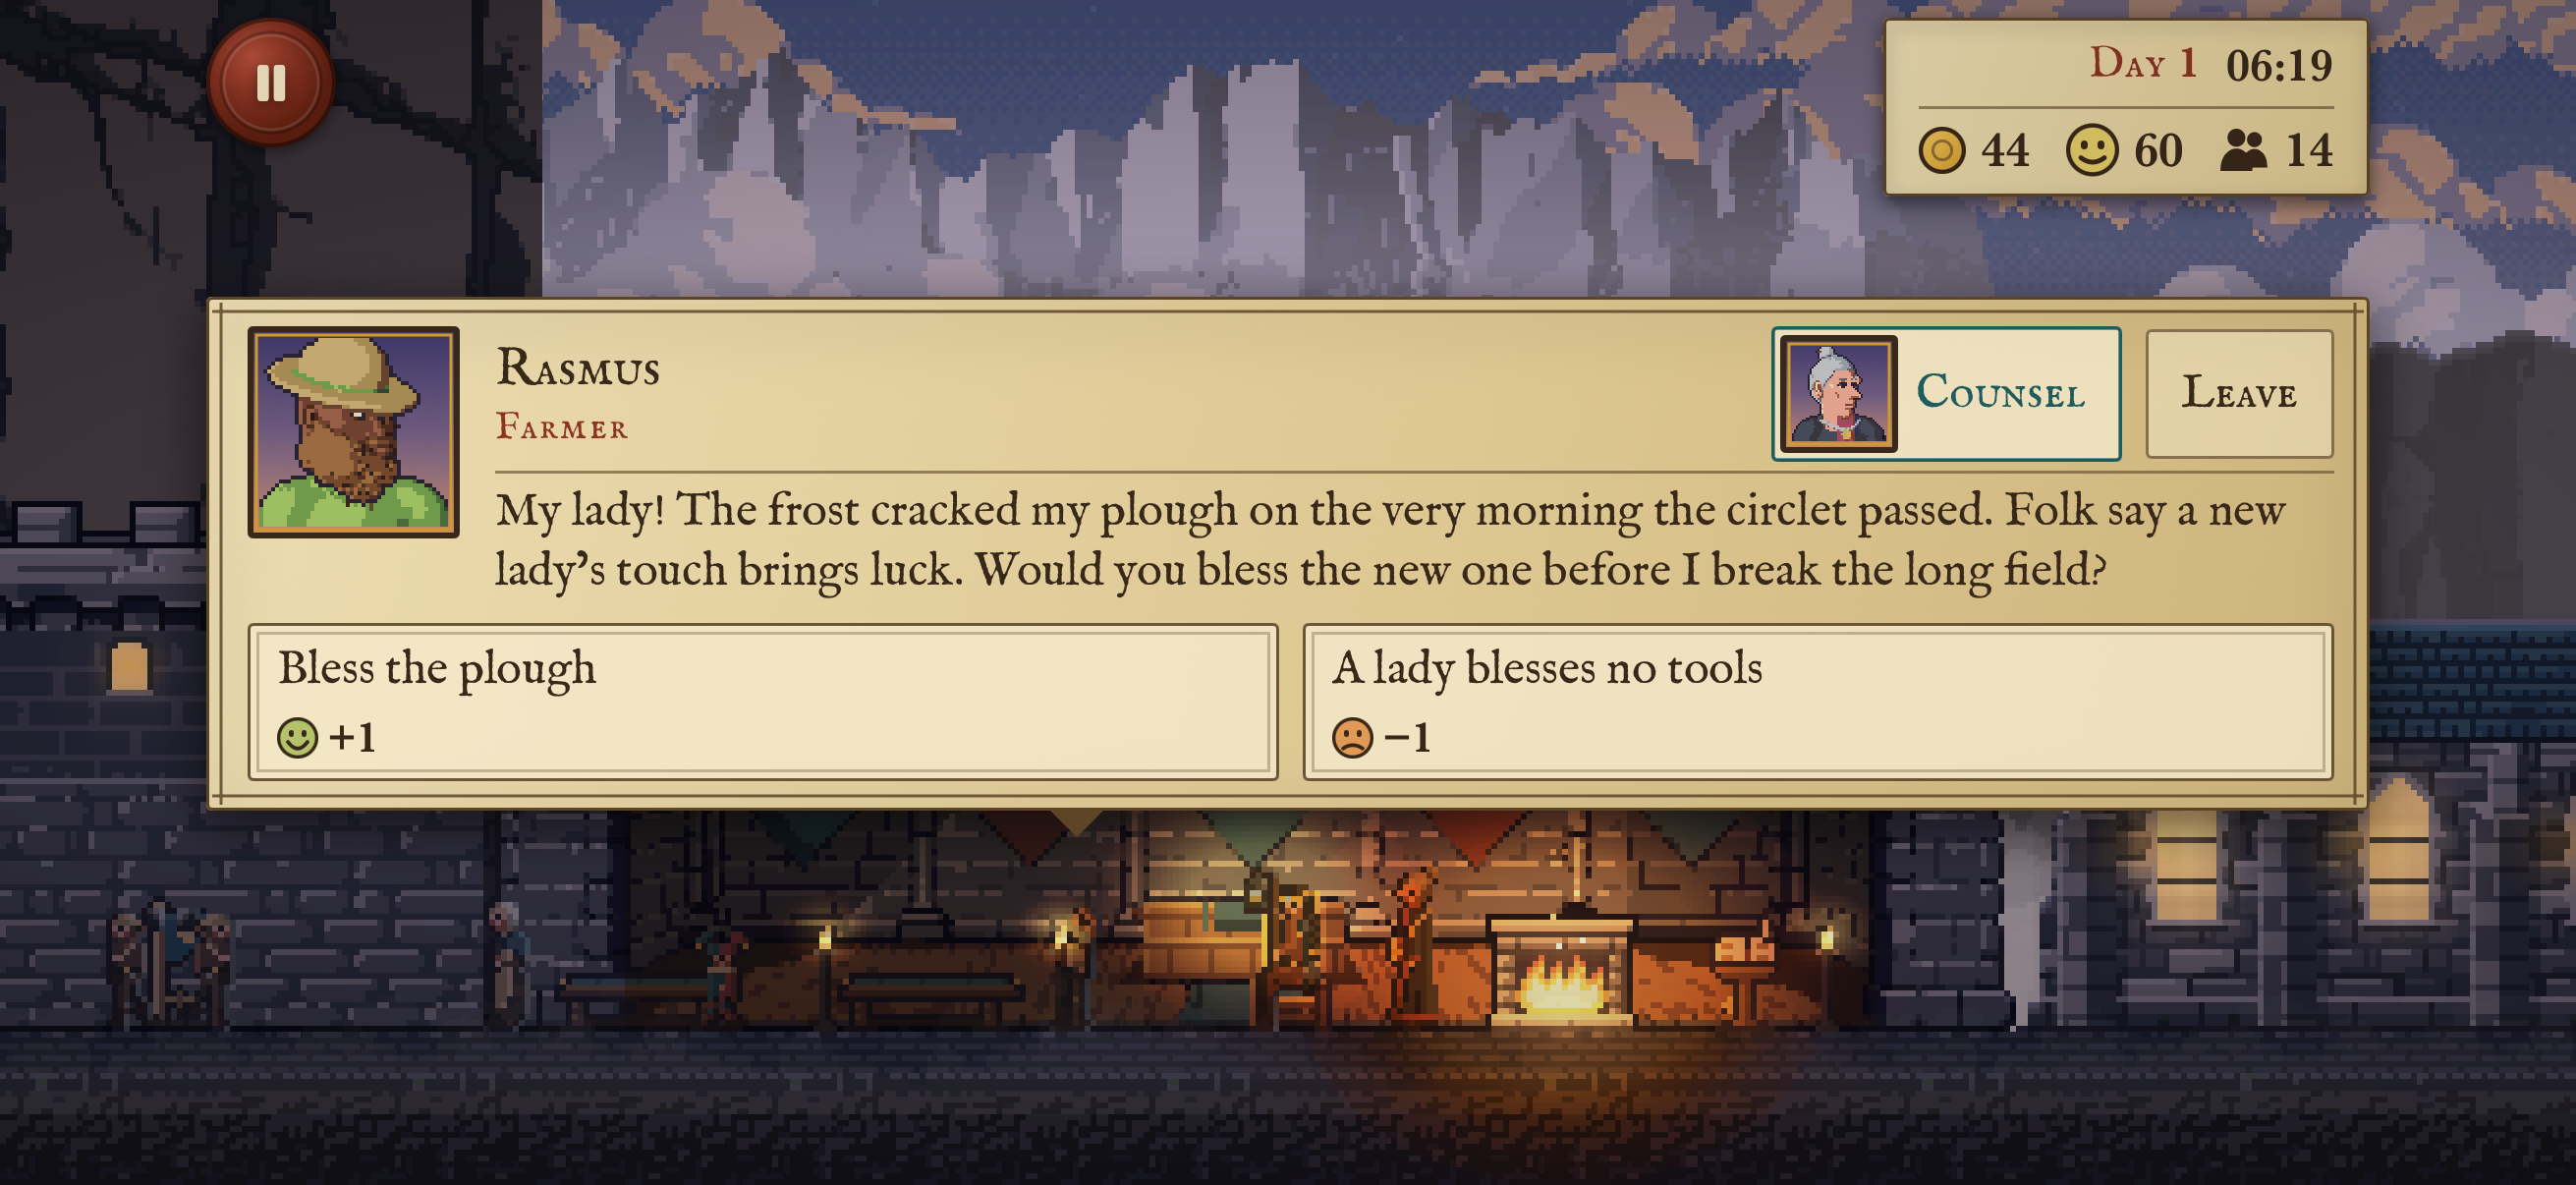 Day 1 06:19
44 60 14
Rasmus
Farmer
Counsel
Leave
My lady! The frost cracked my plough on the very morning the circlet passed. Folk say a new
lady's touch brings luck. Would you bless the new one before I break the long field?
Bless the plough
+1
A lady blesses no tools
−1